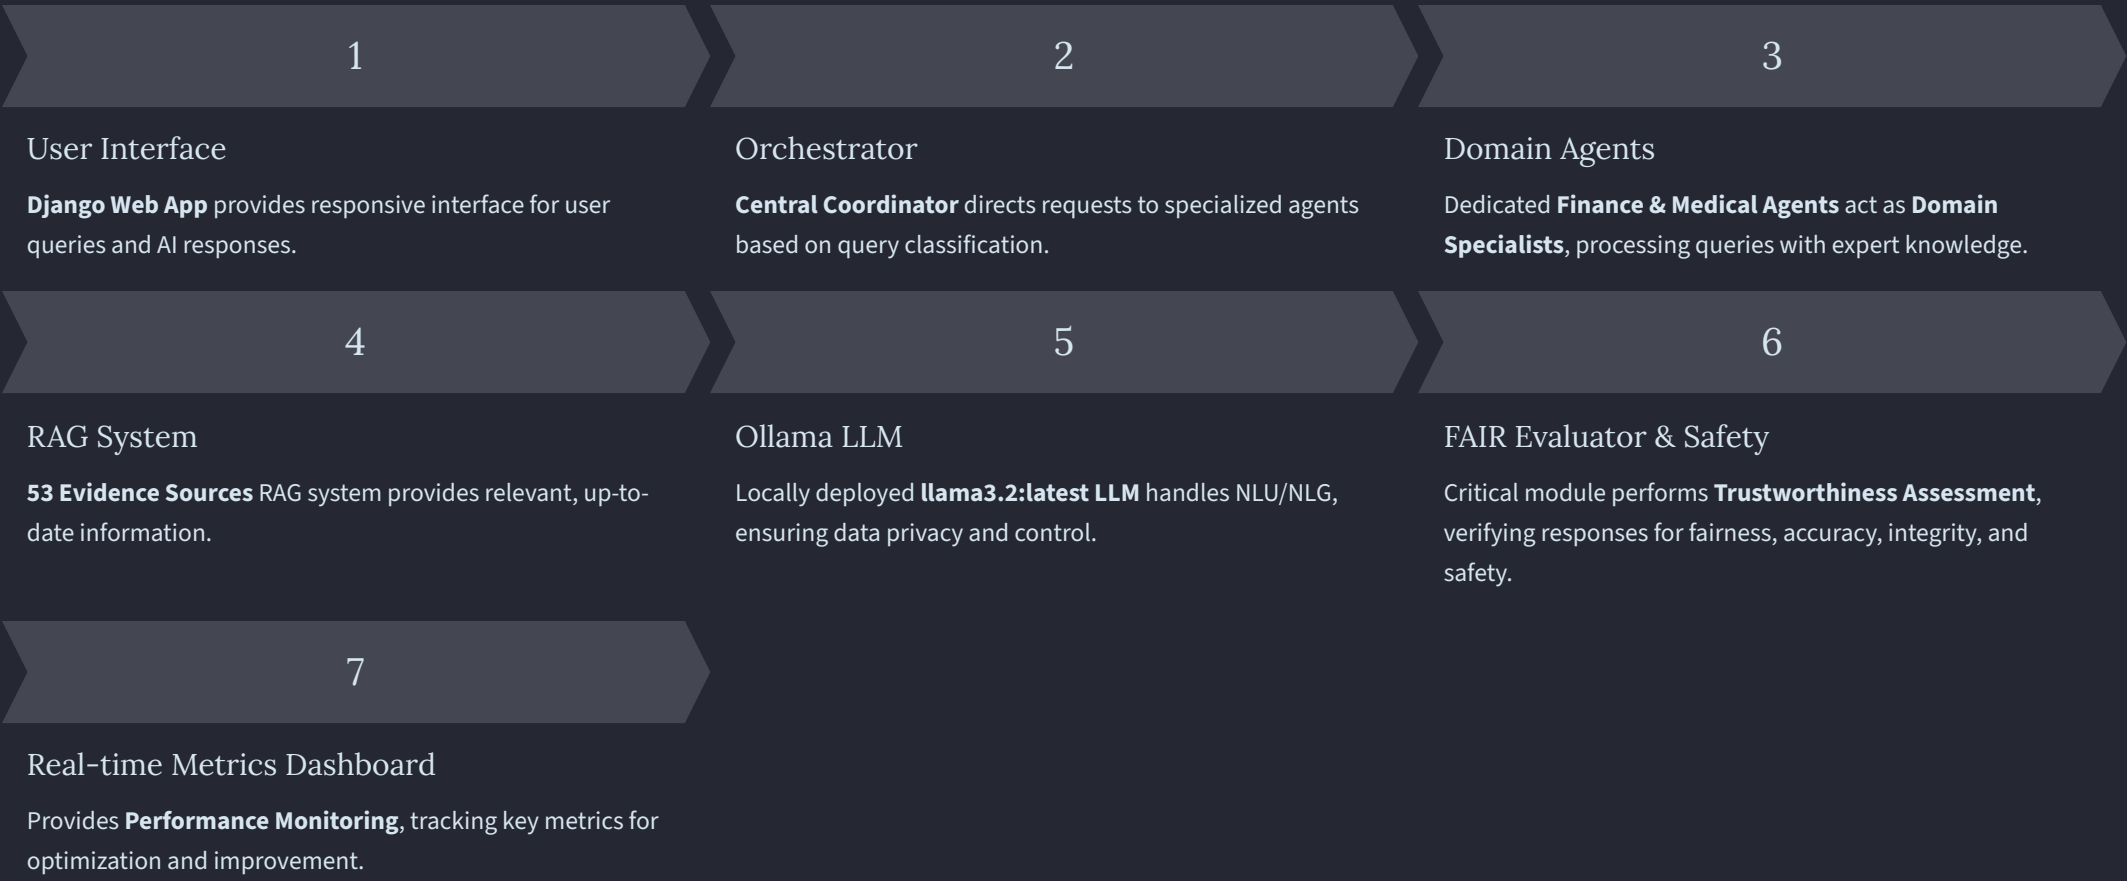 1
2
3
User Interface
Django Web App provides responsive interface for user
queries and AI responses.
Orchestrator
Central Coordinator directs requests to specialized agents
based on query classification.
Domain Agents
Dedicated Finance & Medical Agents act as Domain
Specialists, processing queries with expert knowledge.
4
5
6
RAG System
53 Evidence Sources RAG system provides relevant, up-to-
date information.
Ollama LLM
Locally deployed llama3.2:latest LLM handles NLU/NLG,
ensuring data privacy and control.
FAIR Evaluator & Safety
Critical module performs Trustworthiness Assessment,
verifying responses for fairness, accuracy, integrity, and
safety.
7
Real-time Metrics Dashboard
Provides Performance Monitoring, tracking key metrics for
optimization and improvement.